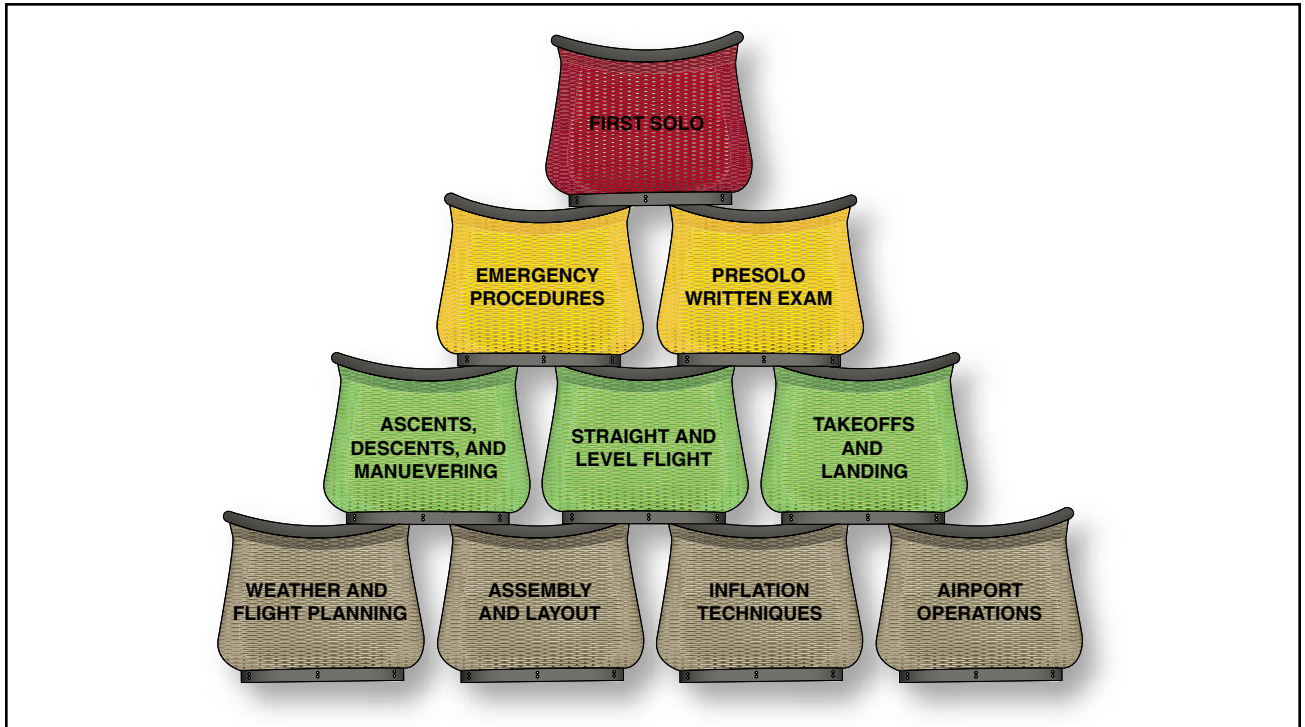 FIRST SOLO
EMERGENCY
PROCEDURES
PRESOLO
WRITTEN EXAM
ASCENTS,
DESCENTS, AND
MANUEVERING
STRAIGHT AND
LEVEL FLIGHT
TAKEOFFS
AND
LANDING
WEATHER AND
FLIGHT PLANNING
ASSEMBLY
AND LAYOUT
INFLATION
TECHNIQUES
AIRPORT
OPERATIONS